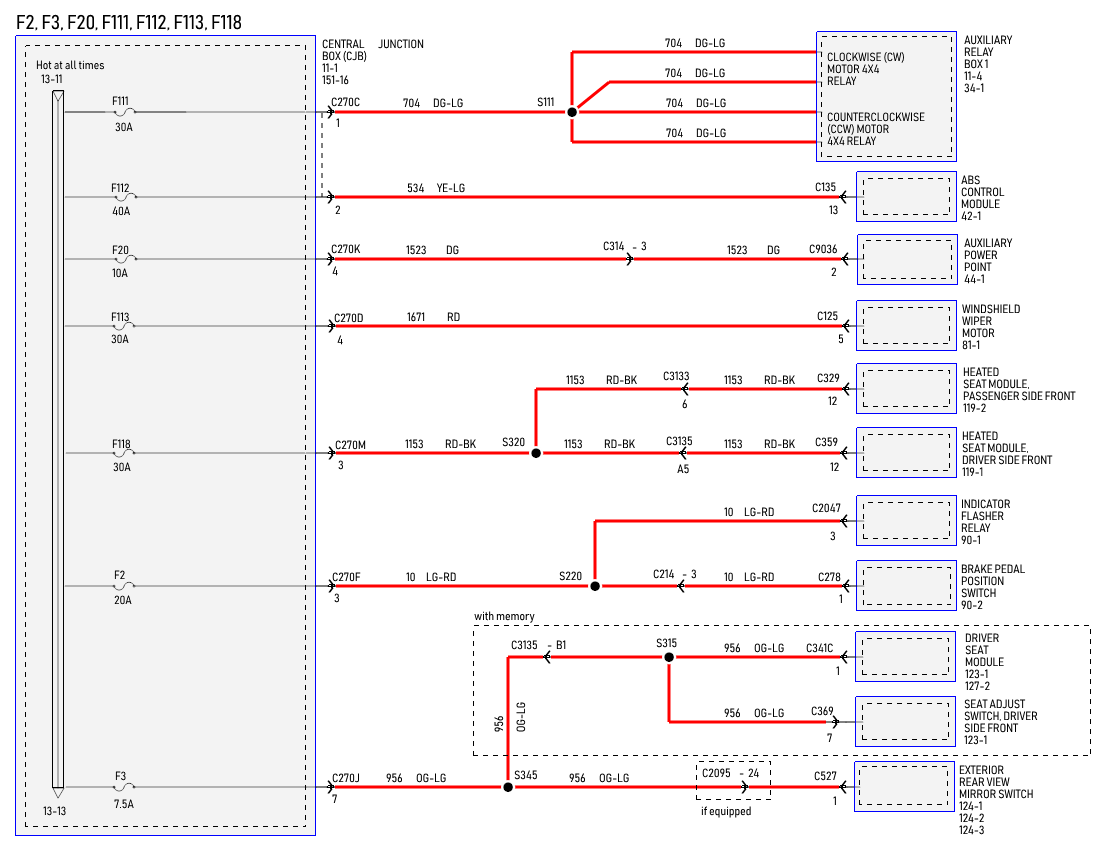 F2, F3, F20, F111, F112, F113, F118
Hot at all times
13-11
CENTRAL JUNCTION
BOX (CJB)
11-1
151-16
F111
30A
C270C
1
704 DG-LG
S111
704 DG-LG
704 DG-LG
704 DG-LG
704 DG-LG
CLOCKWISE (CW)
MOTOR 4X4
RELAY
COUNTERCLOCKWISE
(CCW) MOTOR
4X4 RELAY
AUXILIARY
RELAY
BOX 1
11-4
34-1
F112
40A
2
534 YE-LG
C135
13
ABS
CONTROL
MODULE
42-1
F20
10A
C270K
4
1523 DG
C314 - 3
1523 DG
C9036
2
AUXILIARY
POWER
POINT
44-1
F113
30A
C270D
4
1671 RD
C125
5
WINDSHIELD
WIPER
MOTOR
81-1
1153 RD-BK
C3133
6
1153 RD-BK
C329
12
HEATED
SEAT MODULE,
PASSENGER SIDE FRONT
119-2
F118
30A
C270M
3
1153 RD-BK
S320
1153 RD-BK
C3135
A5
1153 RD-BK
C359
12
HEATED
SEAT MODULE,
DRIVER SIDE FRONT
119-1
10 LG-RD
C2047
3
INDICATOR
FLASHER
RELAY
90-1
F2
20A
C270F
3
10 LG-RD
S220
C214 - 3
10 LG-RD
C278
1
BRAKE PEDAL
POSITION
SWITCH
90-2
with memory
C3135 - B1
S315
956 OG-LG
C341C
1
DRIVER
SEAT
MODULE
123-1
127-2
956 OG-LG
956 OG-LG
C369
7
SEAT ADJUST
SWITCH, DRIVER
SIDE FRONT
123-1
F3
7.5A
C270J
7
956 OG-LG
S345
956 OG-LG
C2095 - 24
if equipped
C527
1
EXTERIOR
REAR VIEW
MIRROR SWITCH
124-1
124-2
124-3
13-13